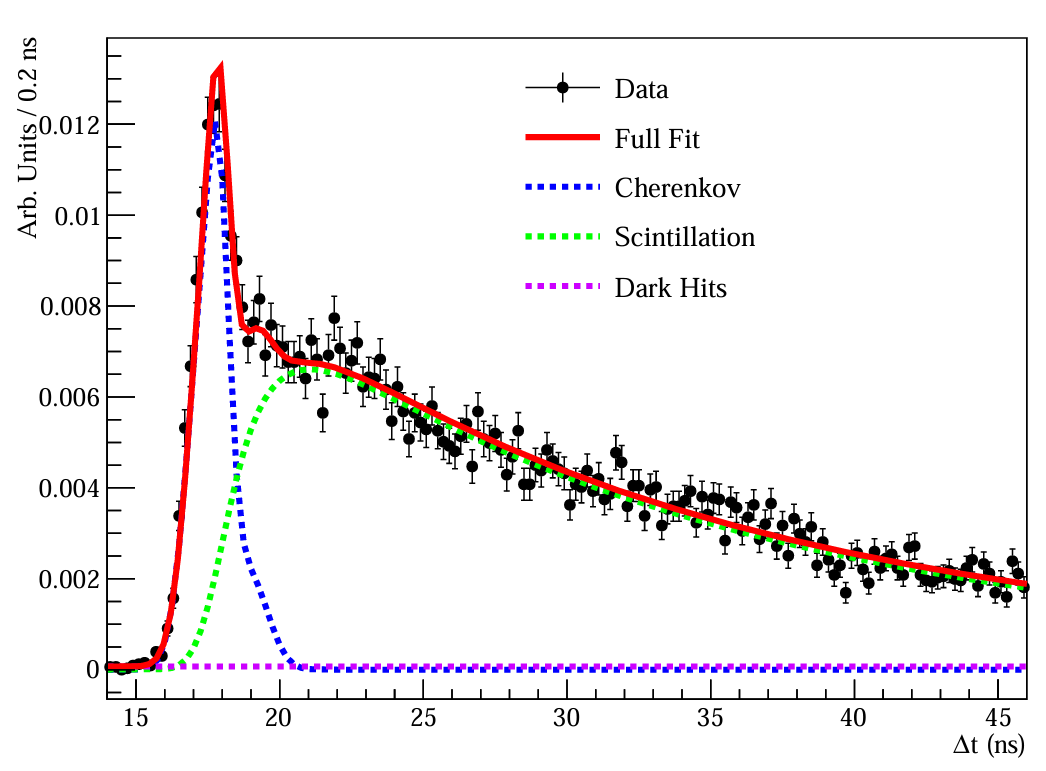 Arb. Units / 0.2 ns
0.012
0.01
0.008
0.006
0.004
0.002
0
Data
Full Fit
Cherenkov
Scintillation
Dark Hits
15 20 25 30 35 40 45
Δt (ns)